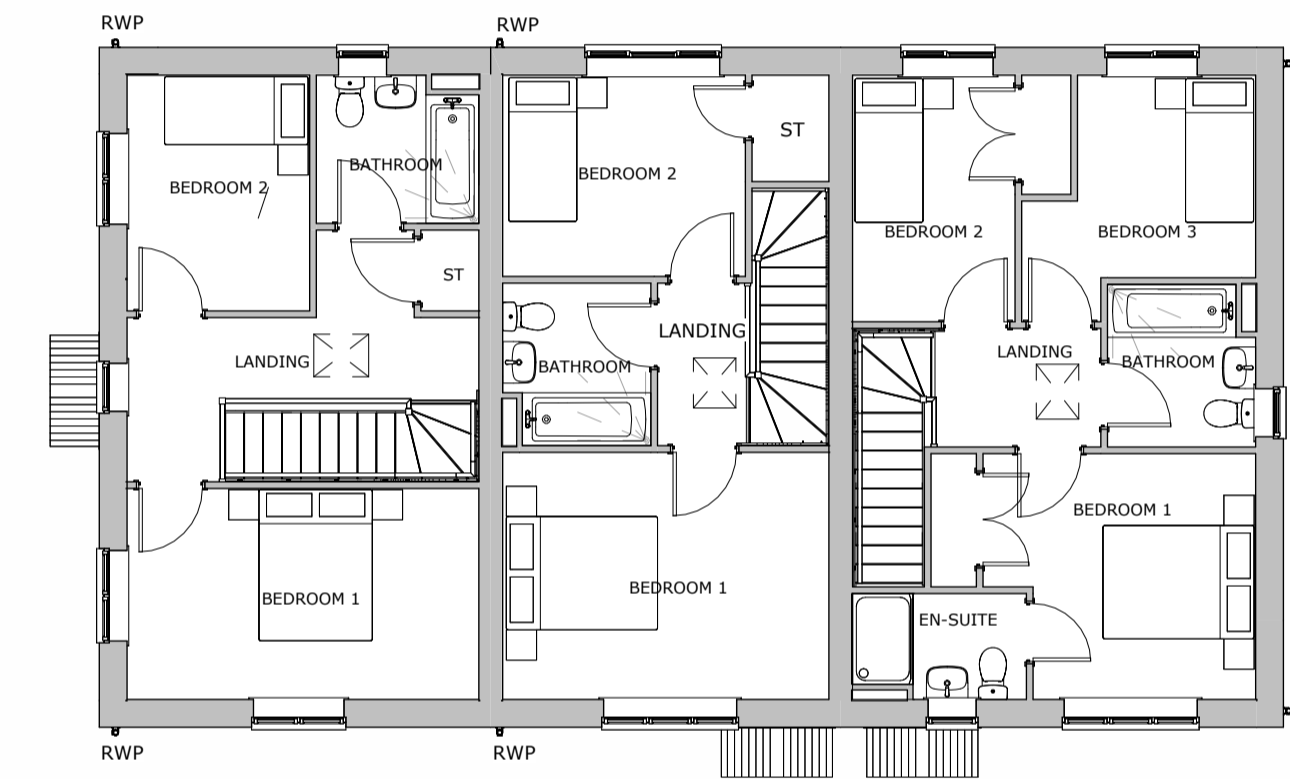 RWP
RWP
BEDROOM 2
BATHROOM
ST
LANDING
BEDROOM 1
BEDROOM 2
ST
LANDING
BATHROOM
BEDROOM 1
BEDROOM 2
BEDROOM 3
LANDING
BATHROOM
BEDROOM 1
EN-SUITE
RWP
RWP